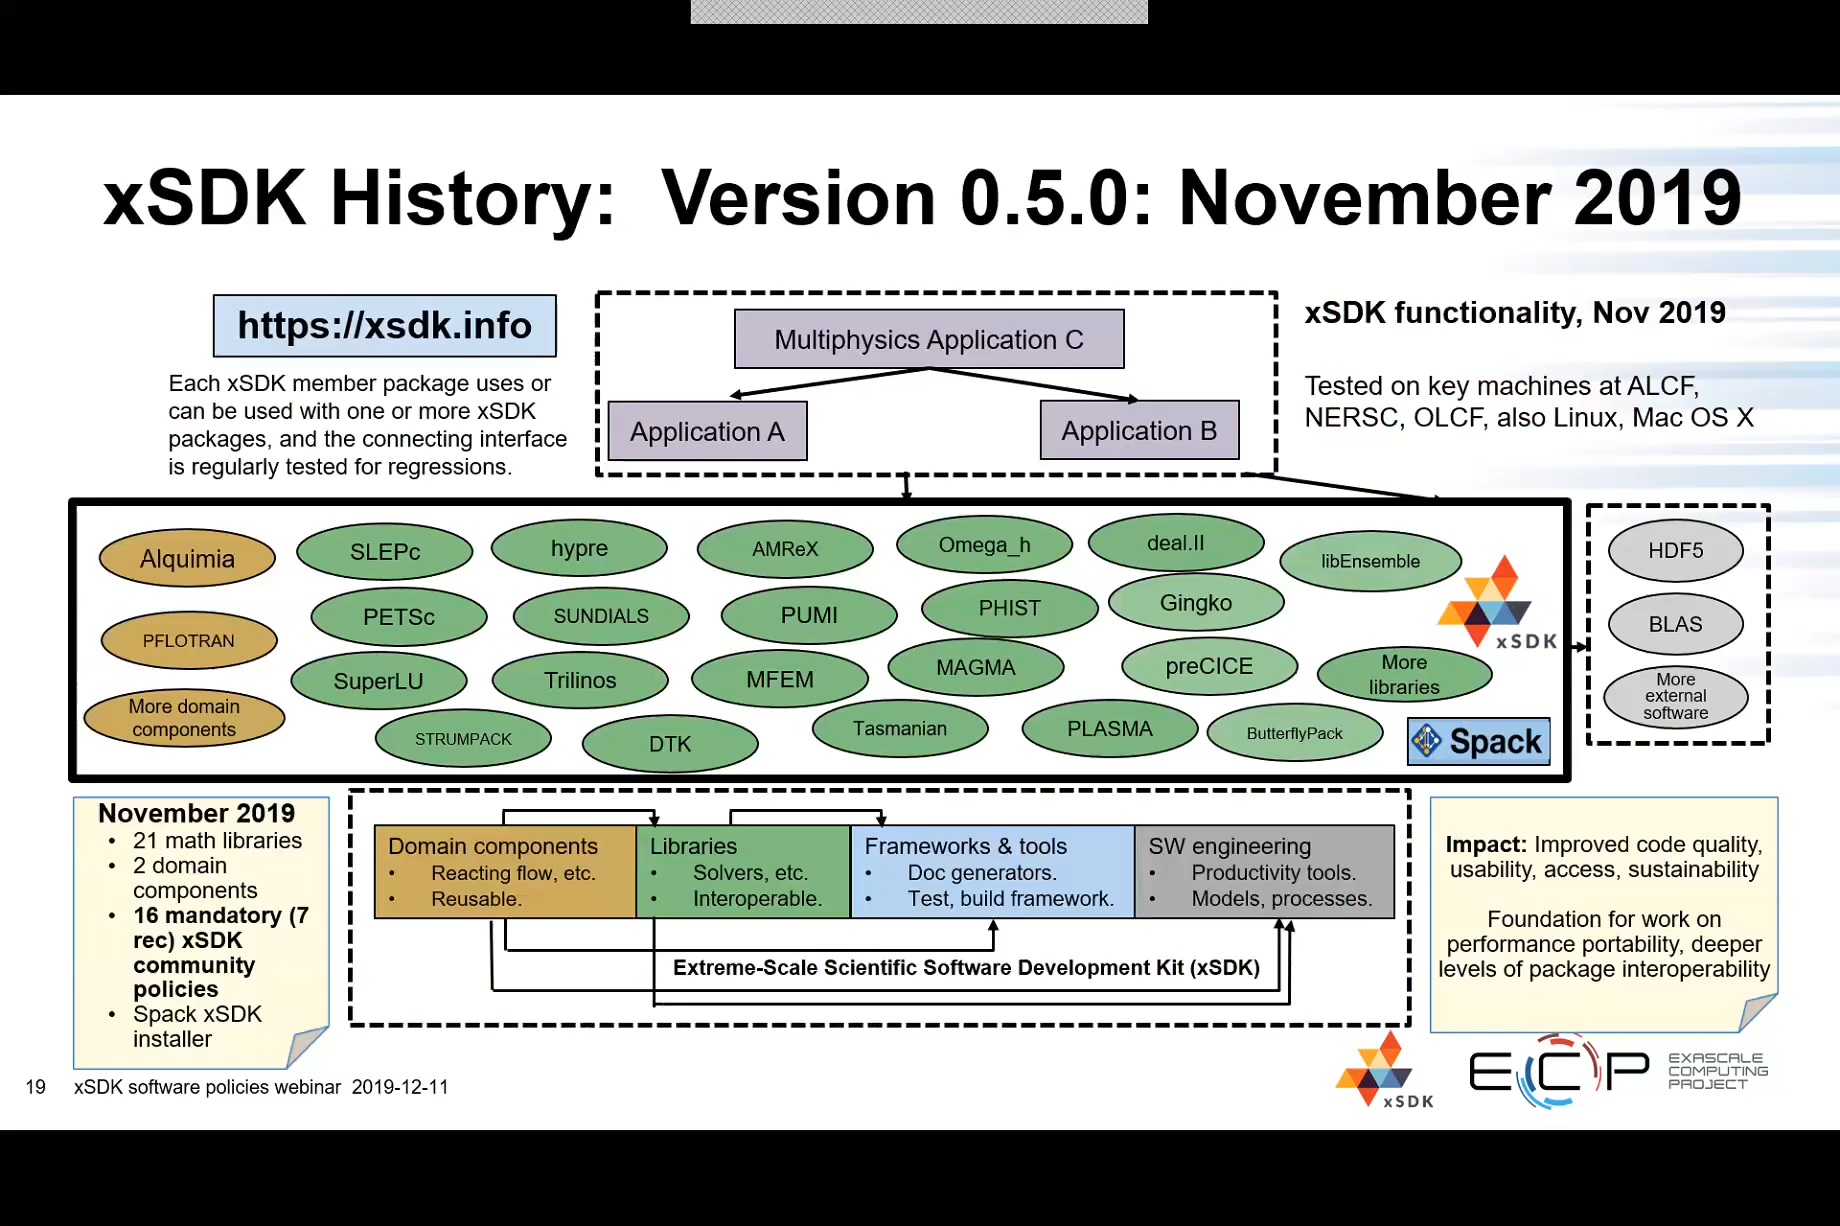 xSDK History:  Version 0.5.0: November 2019
https://xsdk.info
Each xSDK member package uses or
can be used with one or more xSDK
packages, and the connecting interface
is regularly tested for regressions.
Multiphysics Application C
Application A
Application B
xSDK functionality, Nov 2019
Tested on key machines at ALCF,
NERSC, OLCF, also Linux, Mac OS X
Alquimia
SLEPc
hypre
AMReX
Omega_h
deal.II
libEnsemble
PETSc
SUNDIALS
PUMI
PHIST
Gingko
xSDK
PFLOTRAN
SuperLU
Trilinos
MFEM
MAGMA
preCICE
More
libraries
More domain
components
STRUMPACK
DTK
Tasmanian
PLASMA
ButterflyPack
Spack
HDF5
BLAS
More
external
software
November 2019
• 21 math libraries
• 2 domain
components
• 16 mandatory (7
rec) xSDK
community
policies
• Spack xSDK
installer
Domain components
• Reacting flow, etc.
• Reusable.
Libraries
• Solvers, etc.
• Interoperable.
Frameworks & tools
• Doc generators.
• Test, build framework.
SW engineering
• Productivity tools.
• Models, processes.
Extreme-Scale Scientific Software Development Kit (xSDK)
Impact: Improved code quality,
usability, access, sustainability
Foundation for work on
performance portability, deeper
levels of package interoperability
19 xSDK software policies webinar 2019-12-11
xSDK
ECP
EXASCALE
COMPUTING
PROJECT